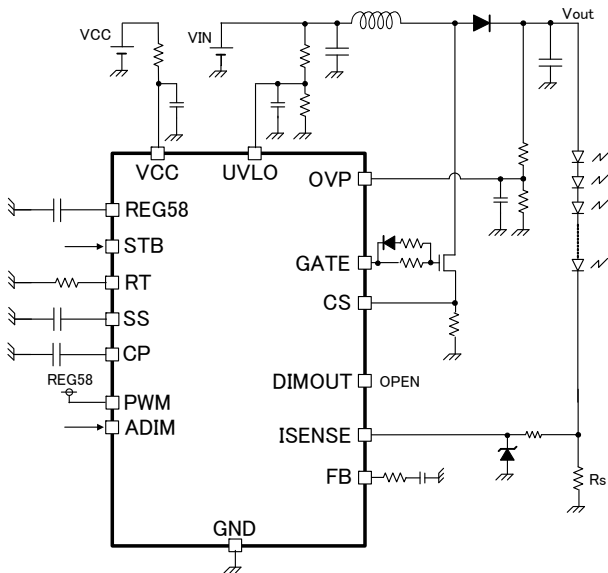 Vout
VCC
VIN
VCC
UVLO
OVP
REG58
STB
GATE
RT
CS
SS
CP
REG58
DIMOUT
OPEN
PWM
ADIM
ISENSE
FB
Rs
GND